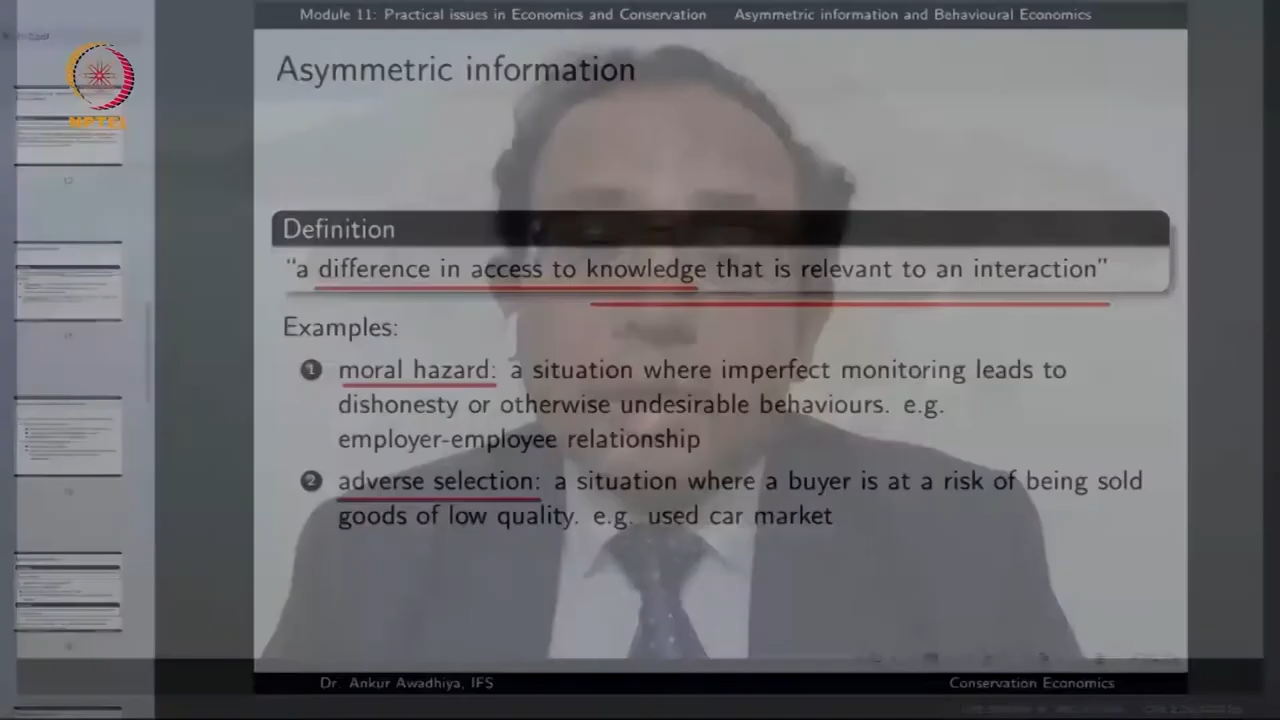 Module 11: Practical issues in Economics and Conservation Asymmetric information and Behavioural Economics
NPTEL
Asymmetric information
Definition
"a difference in access to knowledge that is relevant to an interaction"
Examples:
1 moral hazard: a situation where imperfect monitoring leads to
dishonesty or otherwise undesirable behaviours. e.g.
employer-employee relationship
2 adverse selection: a situation where a buyer is at a risk of being sold
goods of low quality. e.g. used car market
Dr. Ankur Awadhiya, IFS Conservation Economics